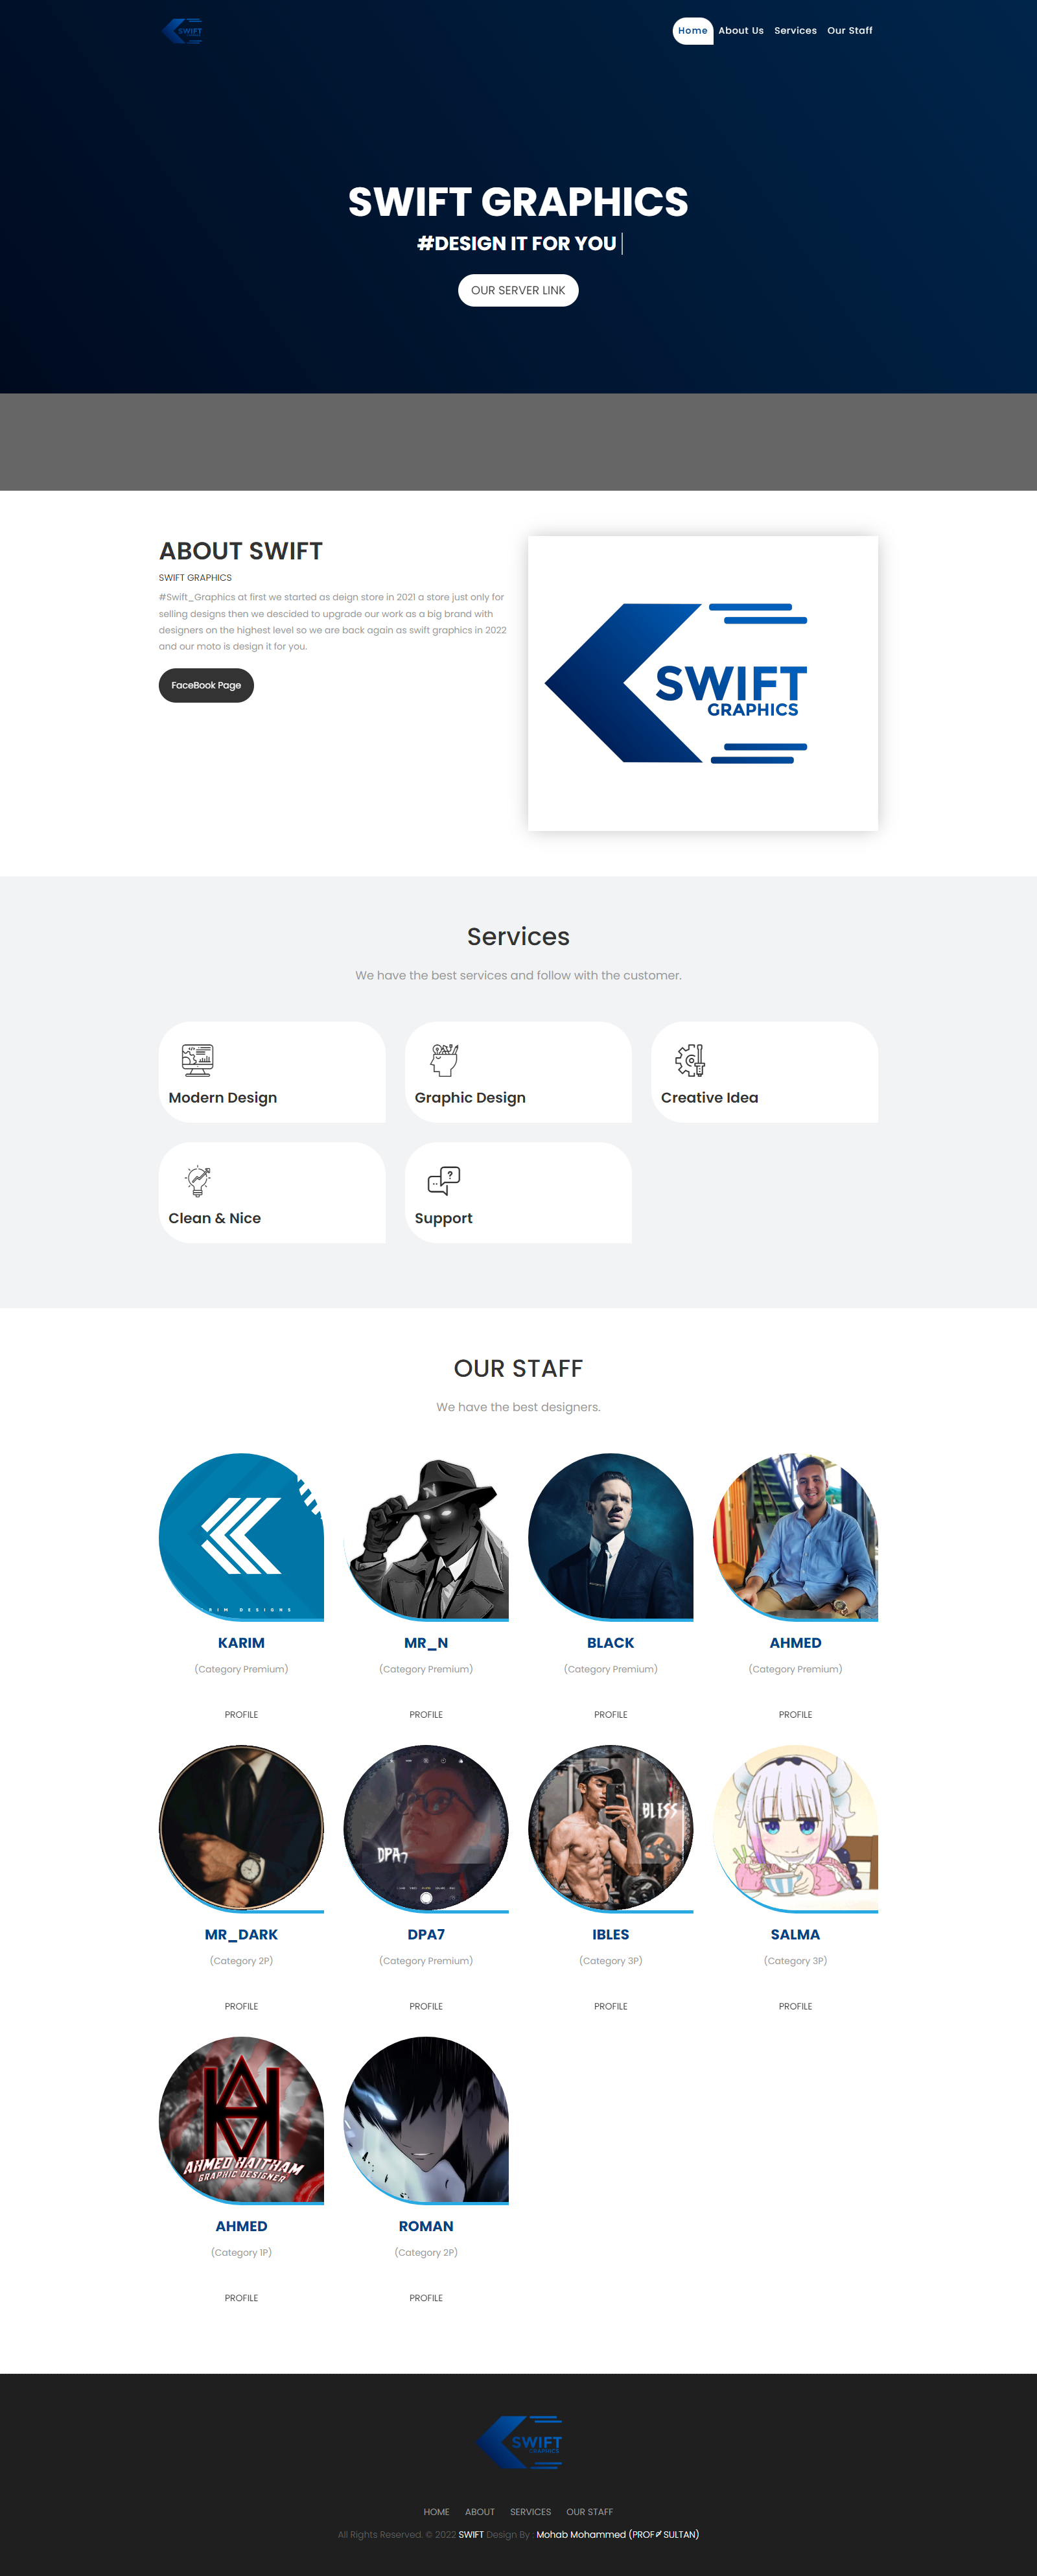 SWIFT
GRAPHICS
Home About Us Services Our Staff
SWIFT GRAPHICS
#DESIGN IT FOR YOU
OUR SERVER LINK
ABOUT SWIFT
SWIFT GRAPHICS
#Swift_Graphics at first we started as deign store in 2021 a store just only for
selling designs then we descided to upgrade our work as a big brand with
designers on the highest level so we are back again as swift graphics in 2022
and our moto is design it for you.
FaceBook Page
SWIFT
GRAPHICS
Services
We have the best services and follow with the customer.
Modern Design
Graphic Design
Creative Idea
Clean & Nice
Support
OUR STAFF
We have the best designers.
RIM DESIGNS
N
KARIM
(Category Premium)
PROFILE
MR_N
(Category Premium)
PROFILE
BLACK
(Category Premium)
PROFILE
AHMED
(Category Premium)
PROFILE
MR_DARK
(Category 2P)
PROFILE
DPA7
DPA7
(Category Premium)
PROFILE
BLESS
IBLES
(Category 3P)
PROFILE
SALMA
(Category 3P)
PROFILE
AHMED HAITHAM
GRAPHIC DESIGNER
AHMED
(Category 1P)
PROFILE
ROMAN
(Category 2P)
PROFILE
SWIFT
GRAPHICS
HOME ABOUT SERVICES OUR STAFF
All Rights Reserved. © 2022 SWIFT Design By : Mohab Mohammed (PROF SULTAN)